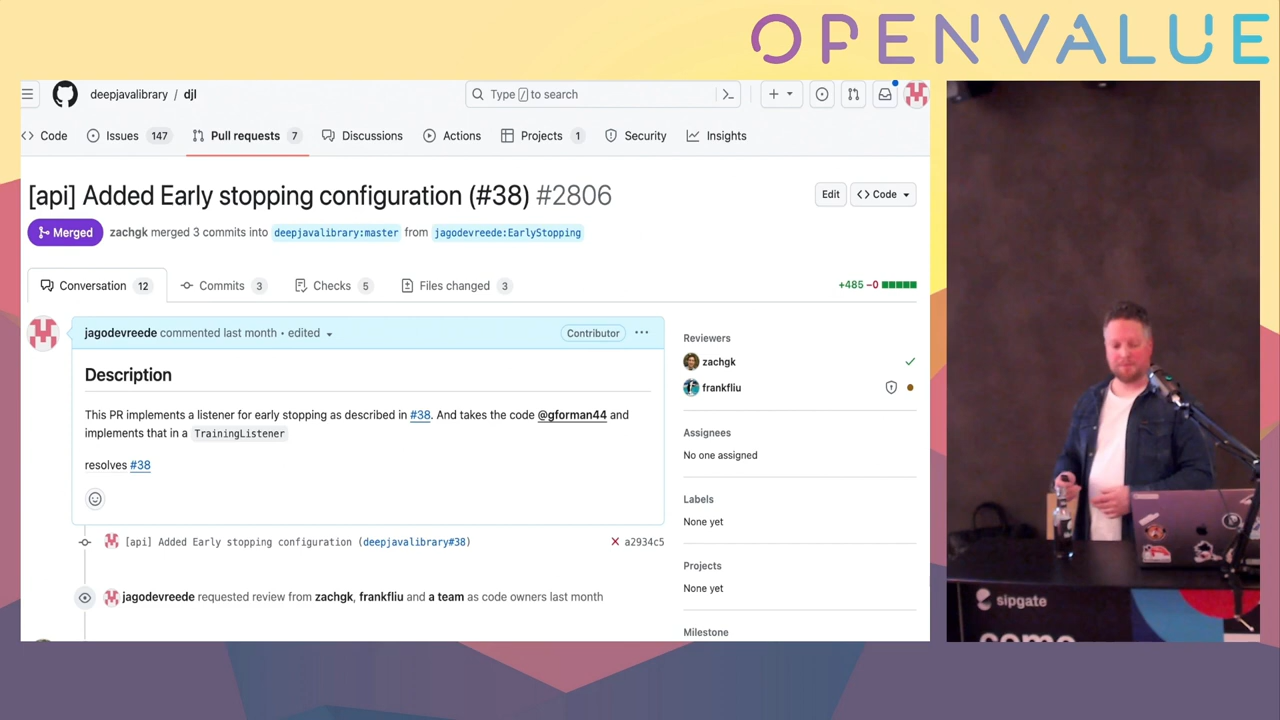 OPENVALUE
deepjavalibrary / djl
Type / to search
Code
Issues 147
Pull requests 7
Discussions
Actions
Projects 1
Security
Insights
[api] Added Early stopping configuration (#38) #2806
Edit
Code
Merged
zachgk merged 3 commits into deepjavalibrary:master from jagodevreede:EarlyStopping
Conversation 12
Commits 3
Checks 5
Files changed 3
+485 −0
jagodevreede commented last month • edited
Contributor
Description
This PR implements a listener for early stopping as described in #38. And takes the code @gforman44 and
implements that in a TrainingListener
resolves #38
[api] Added Early stopping configuration (deepjavalibrary#38)
a2934c5
jagodevreede requested review from zachgk, frankfliu and a team as code owners last month
Reviewers
zachgk
frankfliu
Assignees
No one assigned
Labels
None yet
Projects
None yet
Milestone
sipgate